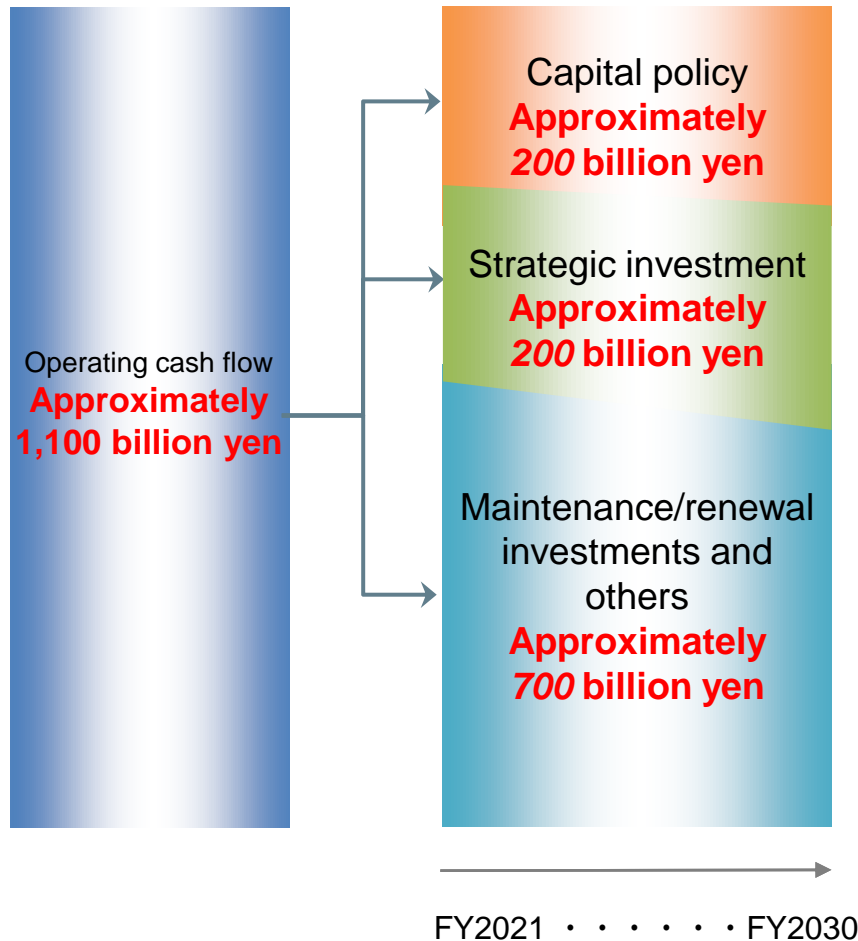 Operating cash flow
Approximately
1,100 billion yen
Capital policy
Approximately
200 billion yen
Strategic investment
Approximately
200 billion yen
Maintenance/renewal
investments and
others
Approximately
700 billion yen
FY2021 ・・・・・・FY2030